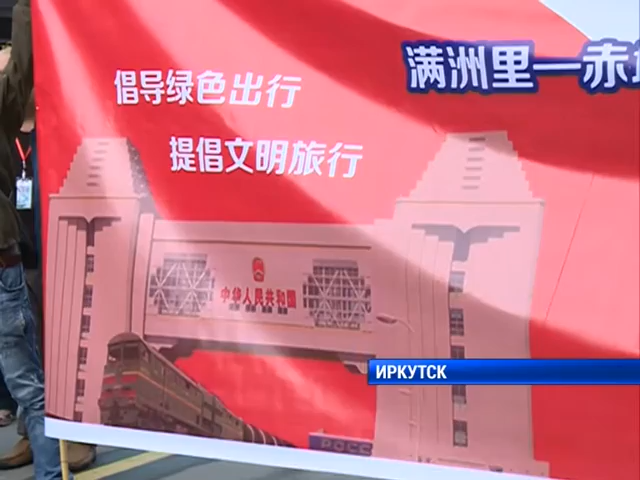 满洲里—赤
倡导绿色出行
提倡文明旅行
中华人民共和国
ИРКУТСК
РОСС